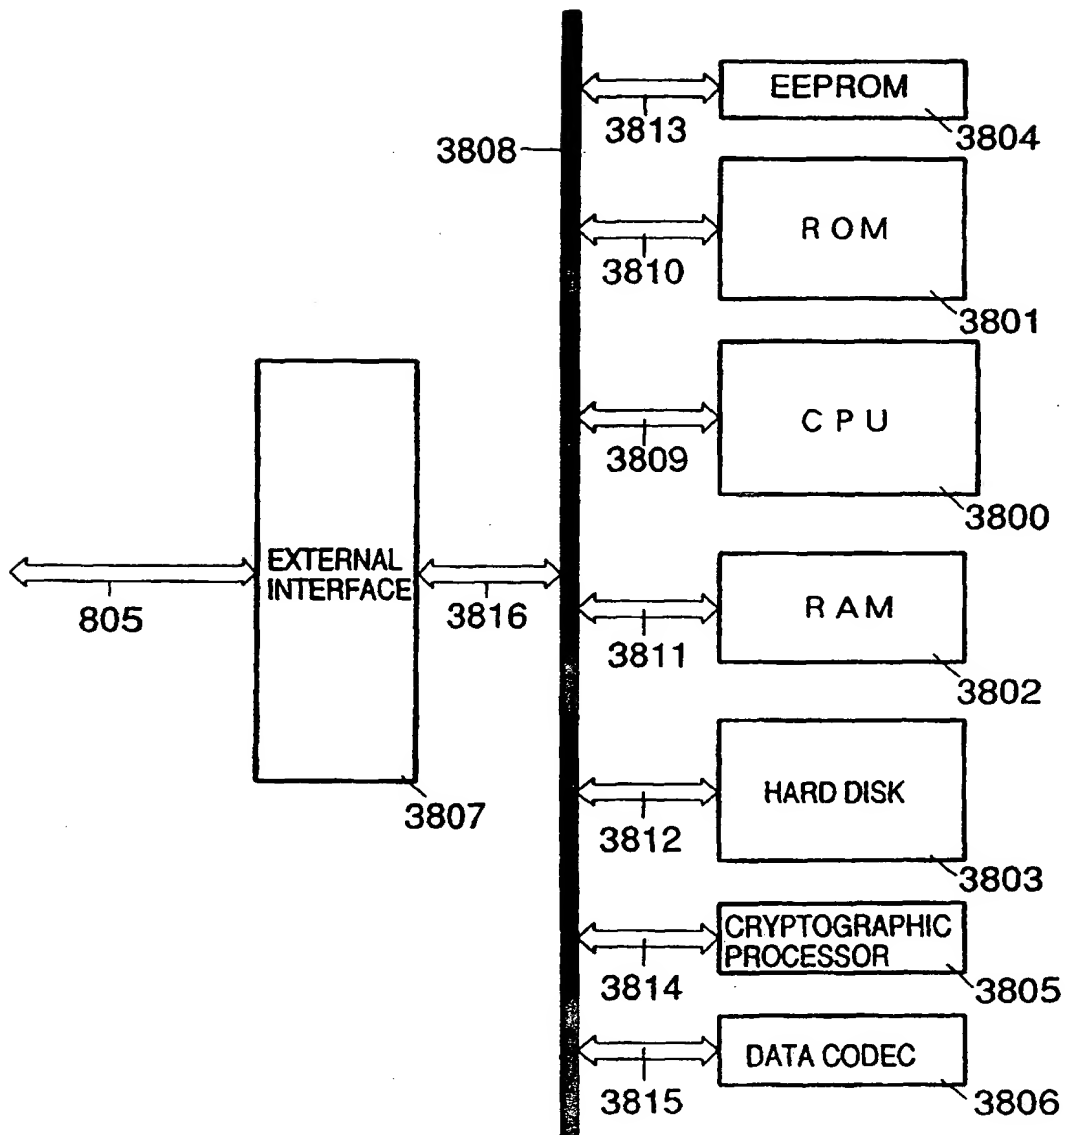 EEPROM
3813
3804
3808
ROM
3810
3801
CPU
3809
3800
EXTERNAL
INTERFACE
805
3816
RAM
3811
3802
3807
HARD DISK
3812
3803
CRYPTOGRAPHIC
PROCESSOR
3814
3805
DATA CODEC
3815
3806